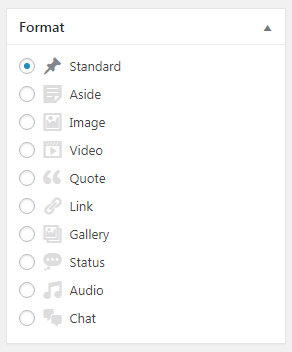 Format
Standard
Aside
Image
Video
Quote
Link
Gallery
Status
Audio
Chat